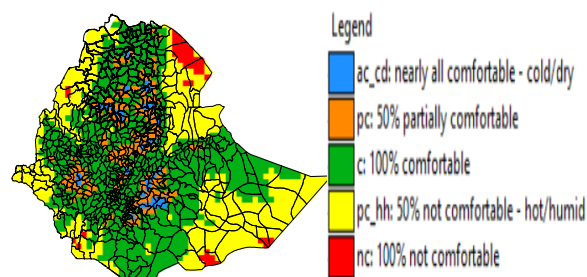 Legend
ac_cd: nearly all comfortable - cold/dry
pc: 50% partially comfortable
c: 100% comfortable
pc_hh: 50% not comfortable - hot/humid
nc: 100% not comfortable